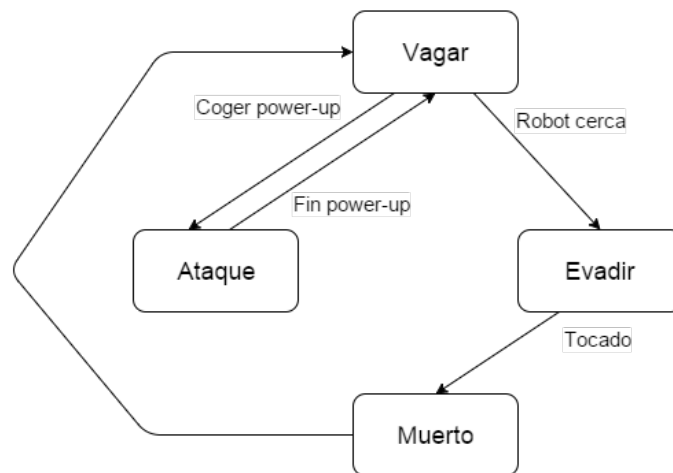 Vagar
Coger power-up
Robot cerca
Fin power-up
Ataque
Evadir
Tocado
Muerto